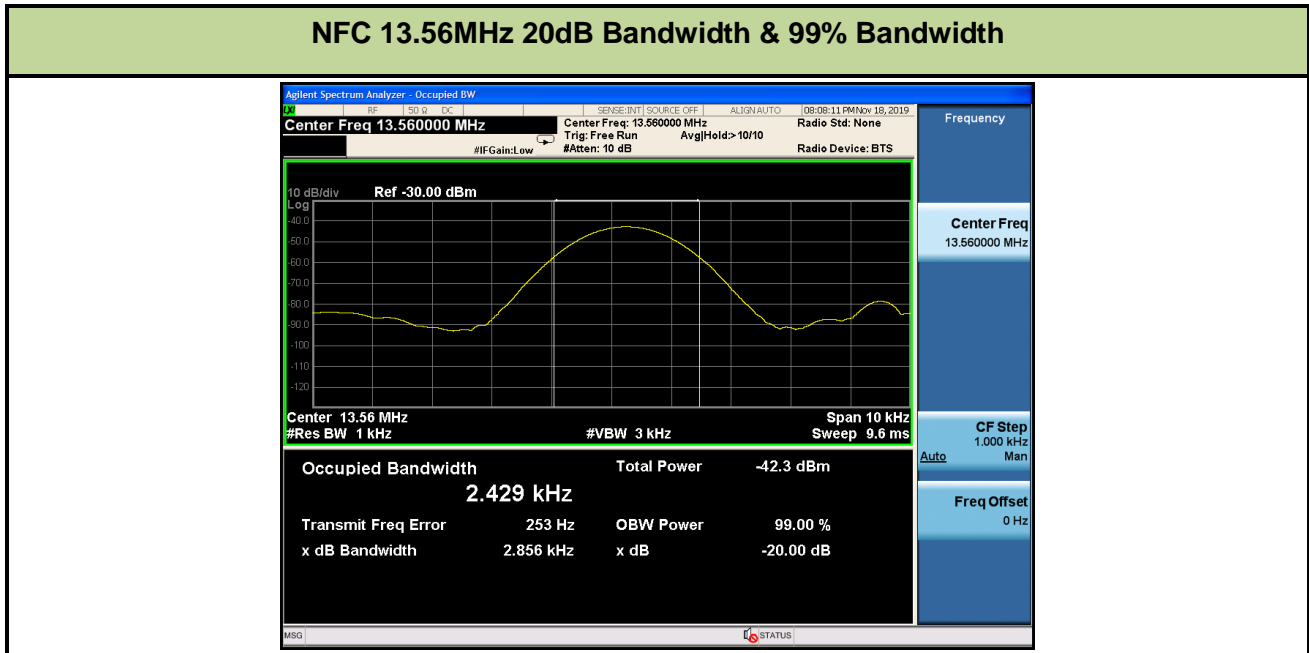 NFC 13.56MHz 20dB Bandwidth & 99% Bandwidth
Agilent Spectrum Analyzer - Occupied BW
LXI RF 50 Ω DC SENSE:INT SOURCE OFF ALIGN AUTO 08:08:11 PM Nov 18, 2019
Center Freq 13.560000 MHz
Center Freq: 13.560000 MHz
Radio Std: None
Trig: Free Run Avg|Hold:>10/10
#IFGain:Low
#Atten: 10 dB
Radio Device: BTS
Frequency
10 dB/div Ref -30.00 dBm
Log
-40.0
-50.0
-60.0
-70.0
-80.0
-90.0
-100
-110
-120
Center 13.56 MHz Span 10 kHz
#Res BW 1 kHz #VBW 3 kHz Sweep 9.6 ms
Center Freq
13.560000 MHz
CF Step
1.000 kHz
Auto Man
Freq Offset
0 Hz
Occupied Bandwidth Total Power -42.3 dBm
2.429 kHz
Transmit Freq Error 253 Hz OBW Power 99.00 %
x dB Bandwidth 2.856 kHz x dB -20.00 dB
MSG STATUS